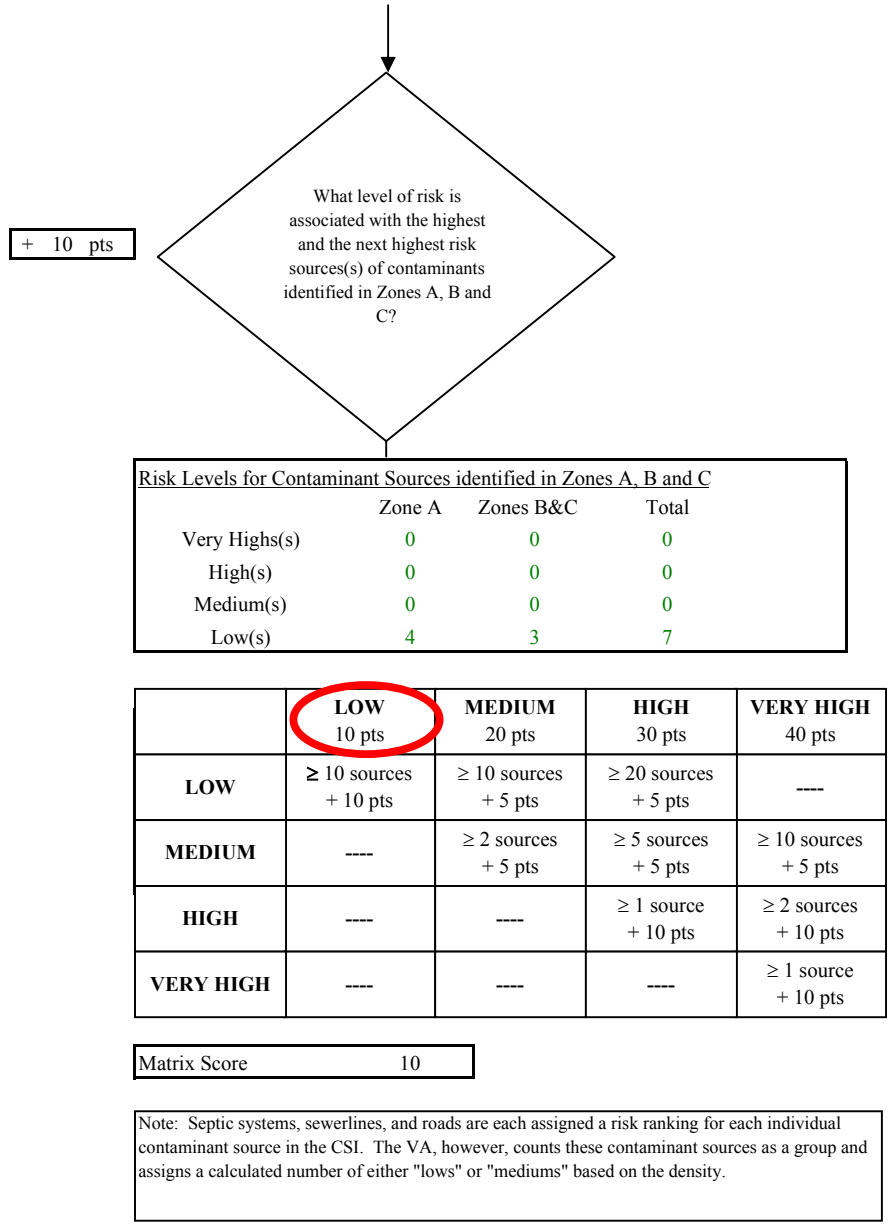 What level of risk is
associated with the highest
and the next highest risk
sources(s) of contaminants
identified in Zones A, B and
C?
+ 10 pts
Risk Levels for Contaminant Sources identified in Zones A, B and C
Zone A Zones B&C Total
Very Highs(s) 0 0 0
High(s) 0 0 0
Medium(s) 0 0 0
Low(s) 4 3 7
LOW MEDIUM HIGH VERY HIGH
10 pts 20 pts 30 pts 40 pts
LOW ≥ 10 sources ≥ 10 sources ≥ 20 sources ----
+ 10 pts + 5 pts + 5 pts
MEDIUM ---- ≥ 2 sources ≥ 5 sources ≥ 10 sources
+ 5 pts + 5 pts + 5 pts
HIGH ---- ---- ≥ 1 source ≥ 2 sources
+ 10 pts + 10 pts
VERY HIGH ---- ---- ---- ≥ 1 source
+ 10 pts
Matrix Score 10
Note: Septic systems, sewerlines, and roads are each assigned a risk ranking for each individual
contaminant source in the CSI. The VA, however, counts these contaminant sources as a group and
assigns a calculated number of either "lows" or "mediums" based on the density.